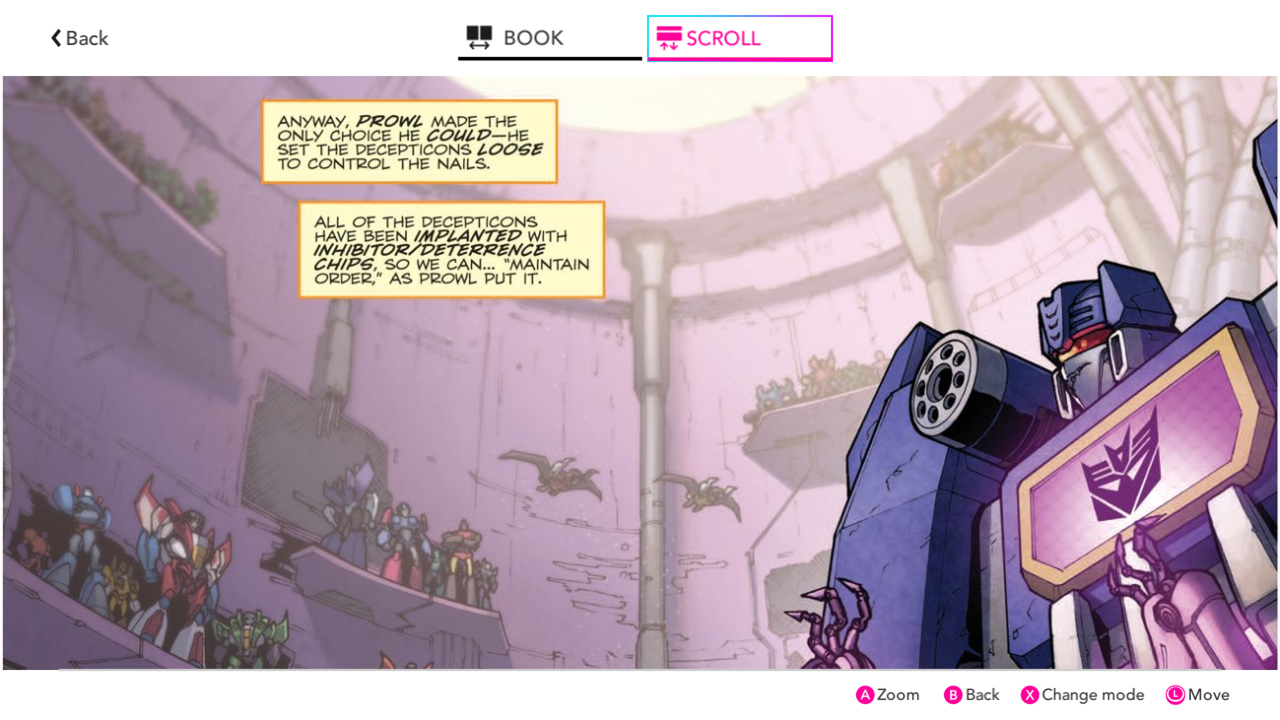 Back
BOOK
SCROLL
ANYWAY, PROWL MADE THE
ONLY CHOICE HE COULD—HE
SET THE DECEPTICONS LOOSE
TO CONTROL THE NAILS.
ALL OF THE DECEPTICONS
HAVE BEEN IMPLANTED WITH
INHIBITOR/DETERRENCE
CHIPS, SO WE CAN... "MAINTAIN
ORDER," AS PROWL PUT IT.
A Zoom B Back X Change mode L Move